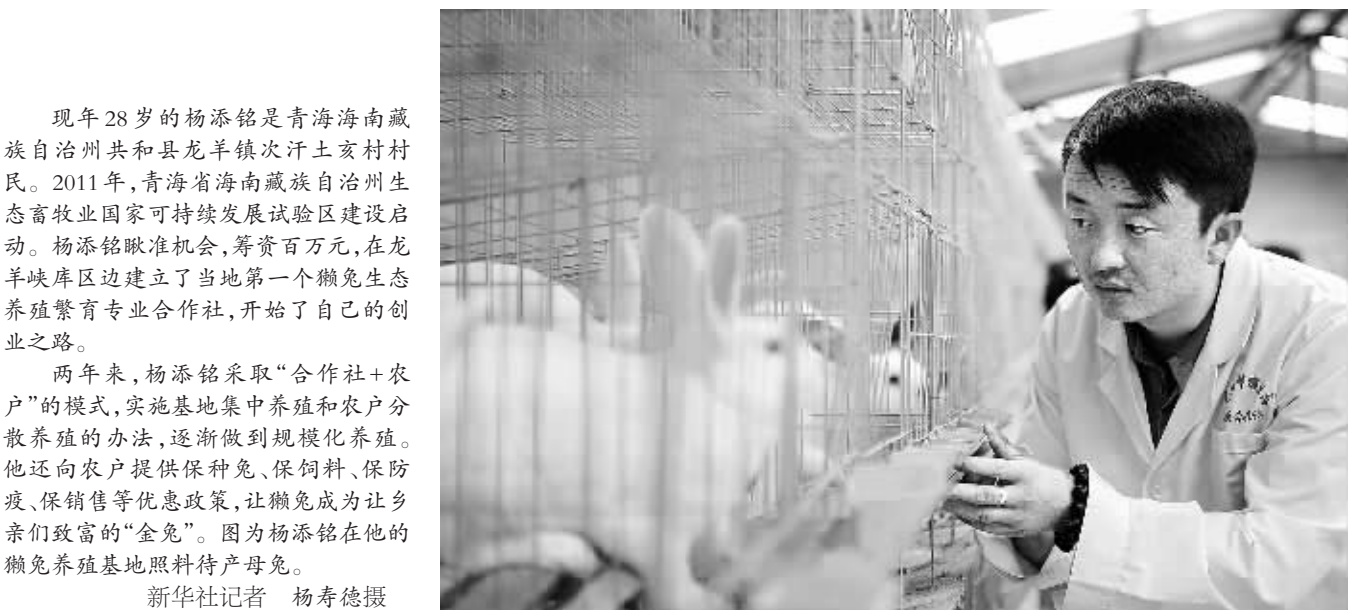 现年28岁的杨添铭是青海海南藏
族自治州共和县龙羊镇次汗土亥村村
民。2011年,青海省海南藏族自治州生
态畜牧业国家可持续发展试验区建设启
动。杨添铭瞅准机会,筹资百万元,在龙
羊峡库区边建立了当地第一个獭兔生态
养殖繁育专业合作社,开始了自己的创
业之路。
两年来,杨添铭采取“合作社+农
户”的模式,实施基地集中养殖和农户分
散养殖的办法,逐渐做到规模化养殖。
他还向农户提供保种兔、保饲料、保防
疫、保销售等优惠政策,让獭兔成为让乡
亲们致富的“金兔”。图为杨添铭在他的
獭兔养殖基地照料待产母兔。
新华社记者 杨寿德摄